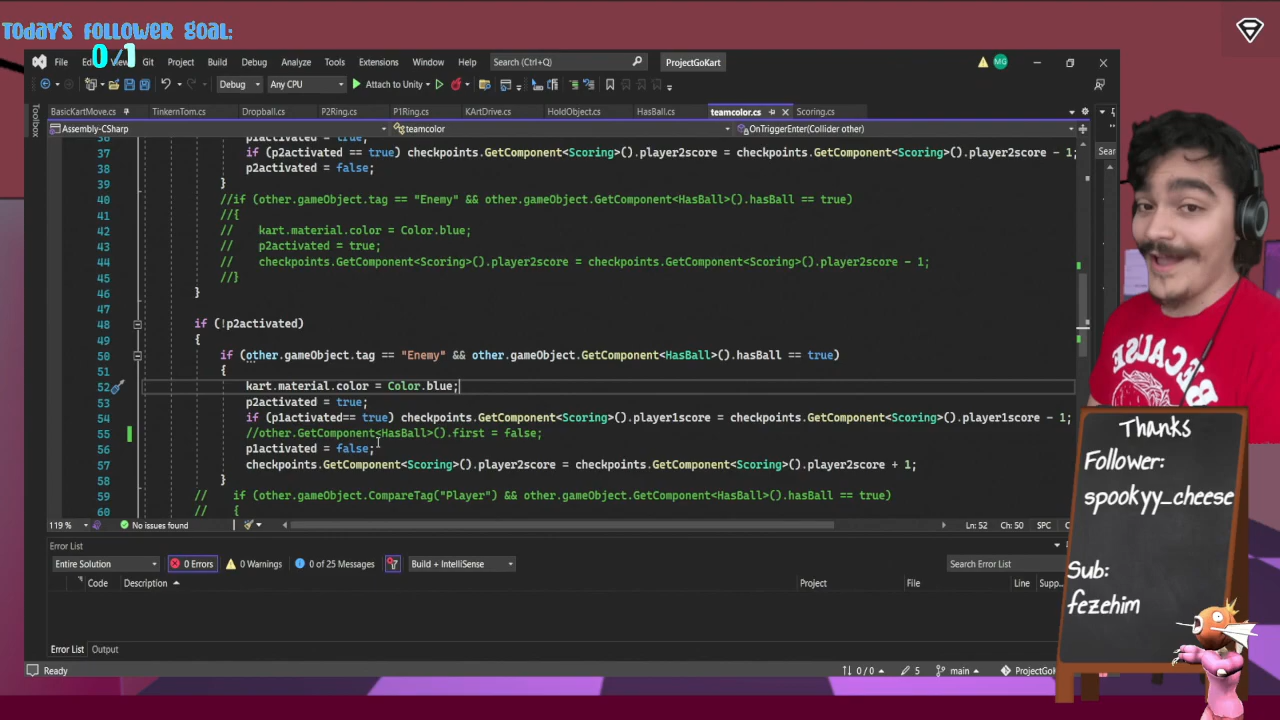 Today's follower goal:
0/1
File Edit View Git Project Build Debug Test Analyze Tools Extensions Window Help Search (Ctrl+Q) ProjectGoKart MG
Debug Any CPU Attach to Unity
Toolbox
BasicKartMove.cs TinkernTom.cs Dropball.cs P2Ring.cs P1Ring.cs KArtDrive.cs HoldObject.cs HasBall.cs teamcolor.cs Scoring.cs
Assembly-CSharp teamcolor OnTriggerEnter(Collider other)
36 p1activated = true;
37 if (p2activated == true) checkpoints.GetComponent<Scoring>().player2score = checkpoints.GetComponent<Scoring>().player2score - 1;
38 p2activated = false;
39 }
40 //if (other.gameObject.tag == "Enemy" && other.gameObject.GetComponent<HasBall>().hasBall == true)
41 //{
42 // kart.material.color = Color.blue;
43 // p2activated = true;
44 // checkpoints.GetComponent<Scoring>().player2score = checkpoints.GetComponent<Scoring>().player2score - 1;
45 //}
46 }
47
48 if (!p2activated)
49 {
50 if (other.gameObject.tag == "Enemy" && other.gameObject.GetComponent<HasBall>().hasBall == true)
51 {
52 kart.material.color = Color.blue;
53 p2activated = true;
54 if (p1activated== true) checkpoints.GetComponent<Scoring>().player1score = checkpoints.GetComponent<Scoring>().player1score - 1;
55 //other.GetComponent<HasBall>().first = false;
56 p1activated = false;
57 checkpoints.GetComponent<Scoring>().player2score = checkpoints.GetComponent<Scoring>().player2score + 1;
58 }
59 // if (other.gameObject.CompareTag("Player") && other.gameObject.GetComponent<HasBall>().hasBall == true)
60 // {
Sear
119 % No issues found Ln: 52 Ch: 50 SPC
Error List
Entire Solution 0 Errors 0 Warnings 0 of 25 Messages Build + IntelliSense Search Error List
Code Description Project File Line Supp...
Error List Output
Ready 0 / 0 5 main ProjectGoKart
BECAUSE
Thanks
Follower:
spookyy_cheese
Sub:
fezehim